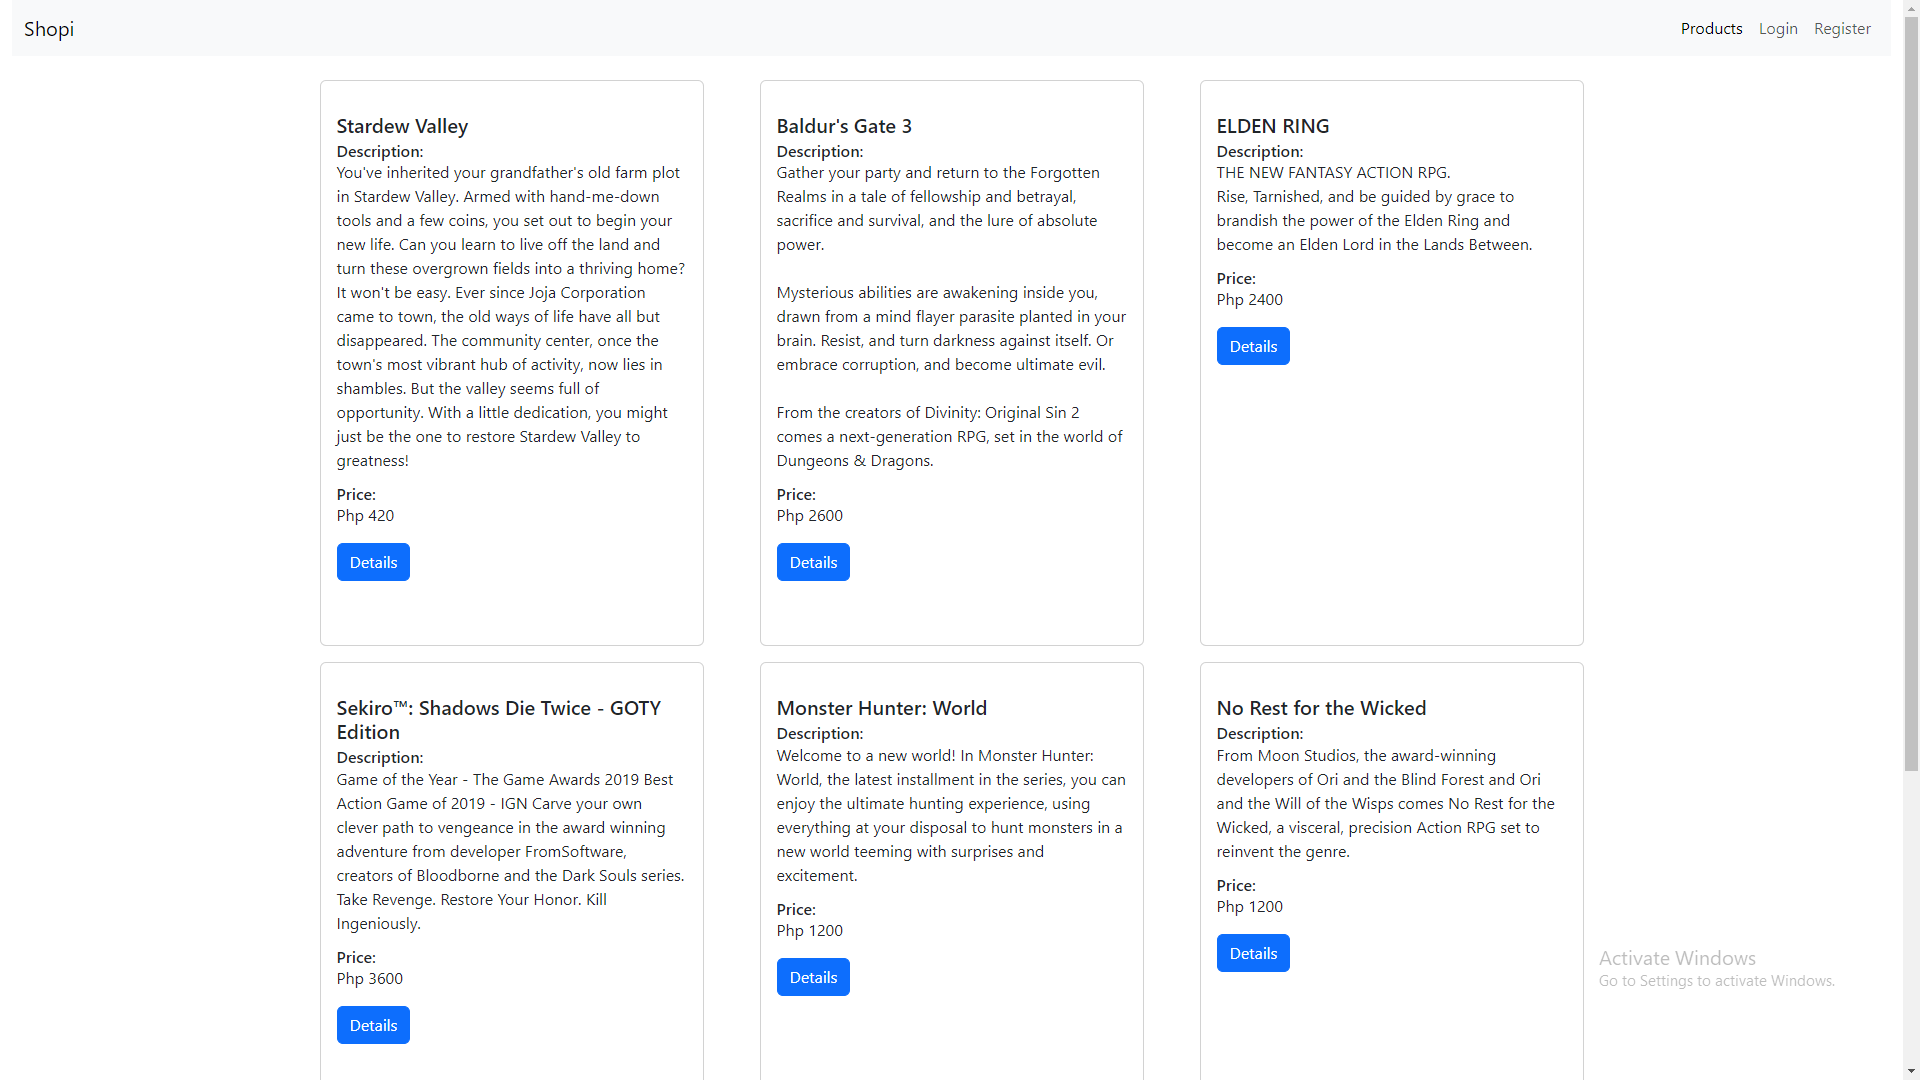 Shopi
Products Login Register
Stardew Valley
Description:
You've inherited your grandfather's old farm plot
in Stardew Valley. Armed with hand-me-down
tools and a few coins, you set out to begin your
new life. Can you learn to live off the land and
turn these overgrown fields into a thriving home?
It won't be easy. Ever since Joja Corporation
came to town, the old ways of life have all but
disappeared. The community center, once the
town's most vibrant hub of activity, now lies in
shambles. But the valley seems full of
opportunity. With a little dedication, you might
just be the one to restore Stardew Valley to
greatness!
Price:
Php 420
Details
Baldur's Gate 3
Description:
Gather your party and return to the Forgotten
Realms in a tale of fellowship and betrayal,
sacrifice and survival, and the lure of absolute
power.
Mysterious abilities are awakening inside you,
drawn from a mind flayer parasite planted in your
brain. Resist, and turn darkness against itself. Or
embrace corruption, and become ultimate evil.
From the creators of Divinity: Original Sin 2
comes a next-generation RPG, set in the world of
Dungeons & Dragons.
Price:
Php 2600
Details
ELDEN RING
Description:
THE NEW FANTASY ACTION RPG.
Rise, Tarnished, and be guided by grace to
brandish the power of the Elden Ring and
become an Elden Lord in the Lands Between.
Price:
Php 2400
Details
Sekiro™: Shadows Die Twice - GOTY
Edition
Description:
Game of the Year - The Game Awards 2019 Best
Action Game of 2019 - IGN Carve your own
clever path to vengeance in the award winning
adventure from developer FromSoftware,
creators of Bloodborne and the Dark Souls series.
Take Revenge. Restore Your Honor. Kill
Ingeniously.
Price:
Php 3600
Details
Monster Hunter: World
Description:
Welcome to a new world! In Monster Hunter:
World, the latest installment in the series, you can
enjoy the ultimate hunting experience, using
everything at your disposal to hunt monsters in a
new world teeming with surprises and
excitement.
Price:
Php 1200
Details
No Rest for the Wicked
Description:
From Moon Studios, the award-winning
developers of Ori and the Blind Forest and Ori
and the Will of the Wisps comes No Rest for the
Wicked, a visceral, precision Action RPG set to
reinvent the genre.
Price:
Php 1200
Details
Activate Windows
Go to Settings to activate Windows.